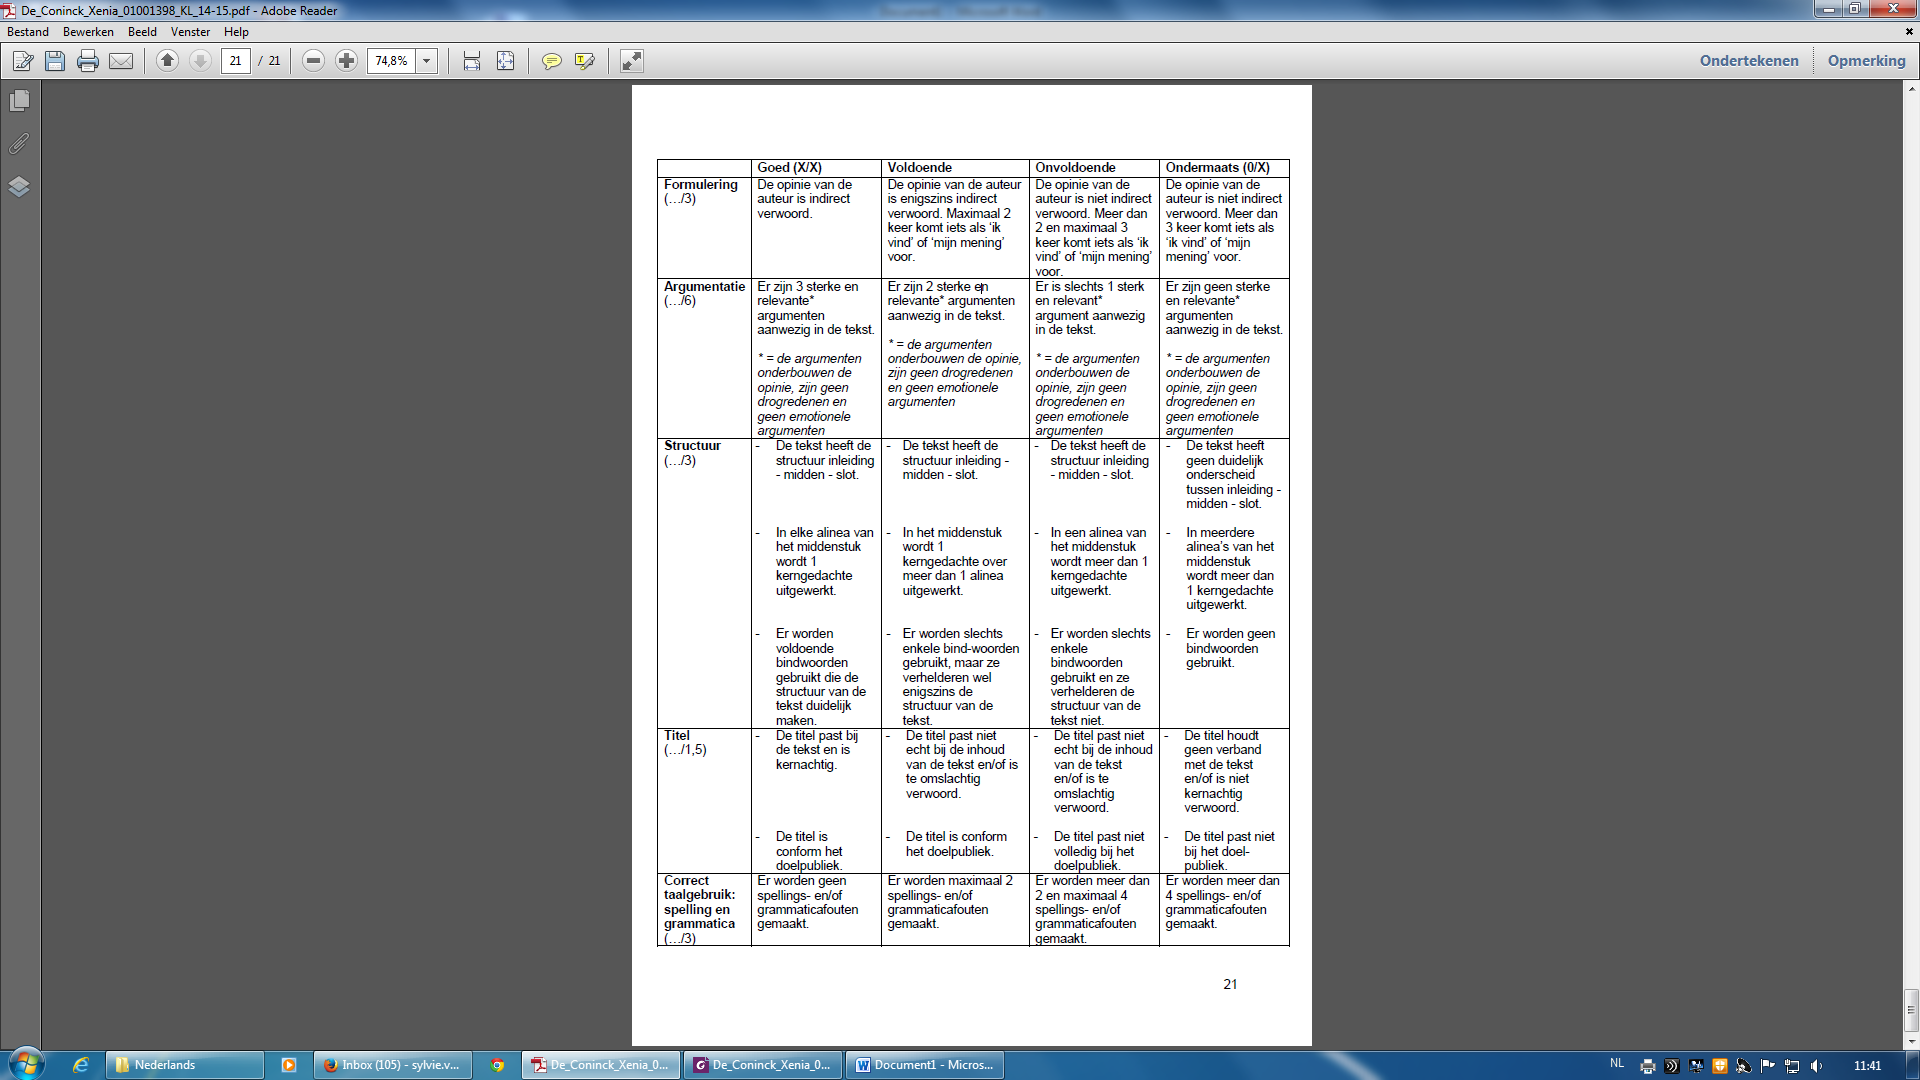 De_Coninck_Xenia_01001398_KL_14-15.pdf - Adobe Reader
Bestand Bewerken Beeld Venster Help
21 / 21 74,8% Ondertekenen Opmerking
Goed (X/X) Voldoende Onvoldoende Ondermaats (0/X)
Formulering
(…/3)
De opinie van de
auteur is indirect
verwoord.
De opinie van de auteur
is enigszins indirect
verwoord. Maximaal 2
keer komt iets als ‘ik
vind’ of ‘mijn mening’
voor.
De opinie van de
auteur is niet indirect
verwoord. Meer dan
2 en maximaal 3
keer komt iets als ‘ik
vind’ of ‘mijn mening’
voor.
De opinie van de
auteur is niet indirect
verwoord. Meer dan
3 keer komt iets als
‘ik vind’ of ‘mijn
mening’ voor.
Argumentatie
(…/6)
Er zijn 3 sterke en
relevante*
argumenten
aanwezig in de tekst.
* = de argumenten
onderbouwen de
opinie, zijn geen
drogredenen en
geen emotionele
argumenten
Er zijn 2 sterke en
relevante* argumenten
aanwezig in de tekst.
* = de argumenten
onderbouwen de opinie,
zijn geen drogredenen
en geen emotionele
argumenten
Er is slechts 1 sterk
en relevant*
argument aanwezig
in de tekst.
* = de argumenten
onderbouwen de
opinie, zijn geen
drogredenen en
geen emotionele
argumenten
Er zijn geen sterke
en relevante*
argumenten
aanwezig in de tekst.
* = de argumenten
onderbouwen de
opinie, zijn geen
drogredenen en
geen emotionele
argumenten
Structuur
(…/3)
- De tekst heeft de
structuur inleiding
- midden - slot.
- In elke alinea van
het middenstuk
wordt 1
kerngedachte
uitgewerkt.
- Er worden
voldoende
bindwoorden
gebruikt die de
structuur van de
tekst duidelijk
maken.
- De tekst heeft de
structuur inleiding -
midden - slot.
- In het middenstuk
wordt 1
kerngedachte over
meer dan 1 alinea
uitgewerkt.
- Er worden slechts
enkele bind-woorden
gebruikt, maar ze
verhelderen wel
enigszins de
structuur van de
tekst.
- De tekst heeft de
structuur inleiding
- midden - slot.
- In een alinea van
het middenstuk
wordt meer dan 1
kerngedachte
uitgewerkt.
- Er worden slechts
enkele
bindwoorden
gebruikt en ze
verhelderen de
structuur van de
tekst niet.
- De tekst heeft
geen duidelijk
onderscheid
tussen inleiding -
midden - slot.
- In meerdere
alinea’s van het
middenstuk
wordt meer dan
1 kerngedachte
uitgewerkt.
- Er worden geen
bindwoorden
gebruikt.
Titel
(…/1,5)
- De titel past bij
de tekst en is
kernachtig.
- De titel is
conform het
doelpubliek.
- De titel past niet
echt bij de inhoud
van de tekst en/of is
te omslachtig
verwoord.
- De titel is conform
het doelpubliek.
- De titel past niet
echt bij de inhoud
van de tekst
en/of is te
omslachtig
verwoord.
- De titel past niet
volledig bij het
doelpubliek.
- De titel houdt
geen verband
met de tekst
en/of is niet
kernachtig
verwoord.
- De titel past niet
bij het doel-
publiek.
Correct
taalgebruik:
spelling en
grammatica
(…/3)
Er worden geen
spellings- en/of
grammaticafouten
gemaakt.
Er worden maximaal 2
spellings- en/of
grammaticafouten
gemaakt.
Er worden meer dan
2 en maximaal 4
spellings- en/of
grammaticafouten
gemaakt.
Er worden meer dan
4 spellings- en/of
grammaticafouten
gemaakt.
21
Nederlands Inbox (105) - sylvie.v... De_Coninck_Xenia_0... De_Coninck_Xenia_0... Document1 - Micros... NL 11:41